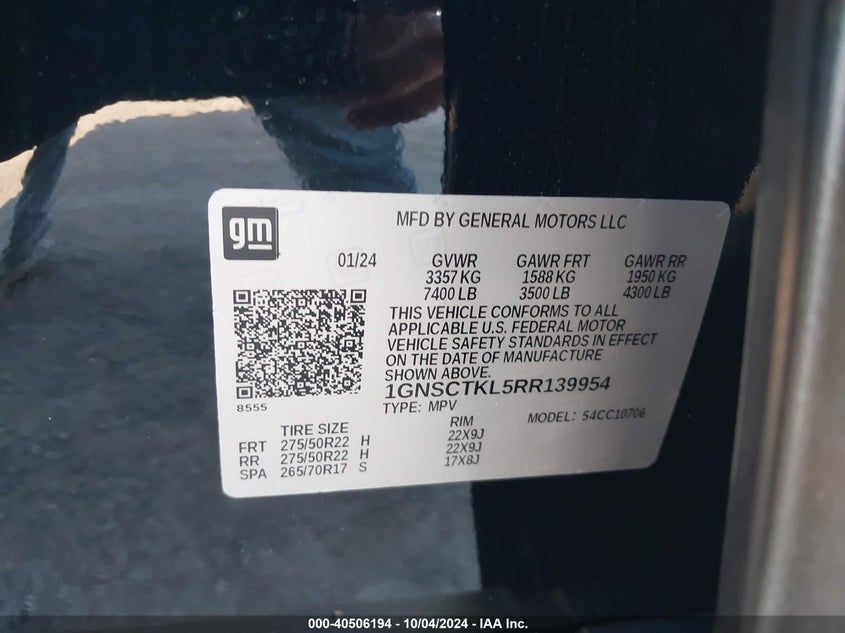 gm
MFD BY GENERAL MOTORS LLC
01/24 GVWR GAWR FRT GAWR RR
3357 KG 1588 KG 1950 KG
7400 LB 3500 LB 4300 LB
THIS VEHICLE CONFORMS TO ALL
APPLICABLE U.S. FEDERAL MOTOR
VEHICLE SAFETY STANDARDS IN EFFECT
ON THE DATE OF MANUFACTURE
SHOWN ABOVE.
1GNSCTKL5RR139954
8555
TYPE: MPV MODEL: 54CC10706
TIRE SIZE RIM
FRT 275/50R22 H 22X9J
RR 275/50R22 H 22X9J
SPA 265/70R17 S 17X8J
000-40506194 - 10/04/2024 - IAA Inc.